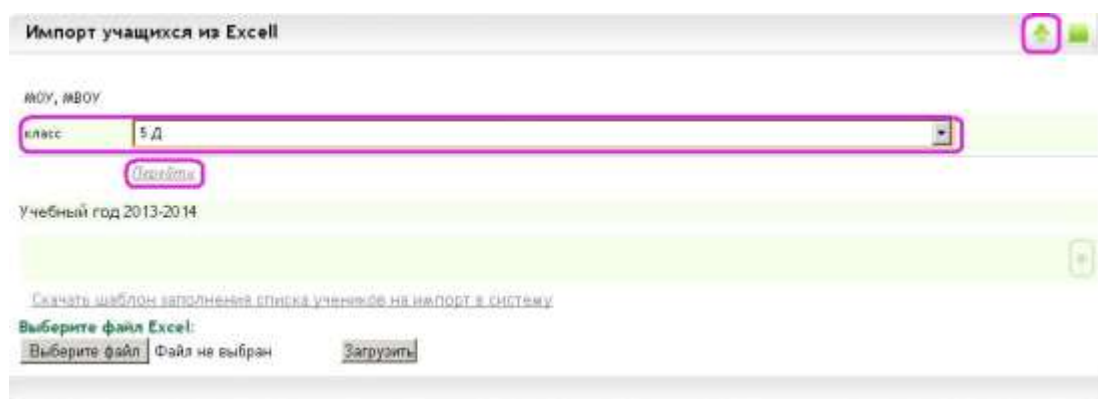 Импорт учащихся из Excell
МОУ, МВОУ
класс 5 Д
Перейти
Учебный год 2013-2014
Скачать шаблон заполнения списка учеников на импорт в систему
Выберите файл Excel:
Выберите файл Файл не выбран Загрузить